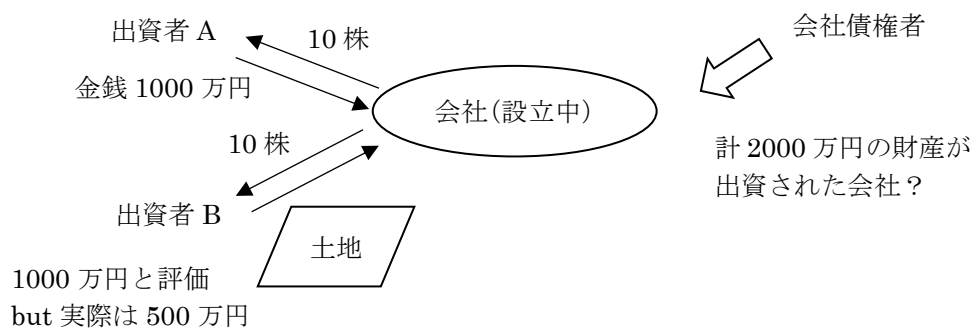 出資者 A
10 株
金銭 1000 万円
会社(設立中)
会社債権者
計 2000 万円の財産が
出資された会社？
10 株
出資者 B
土地
1000 万円と評価
but 実際は 500 万円